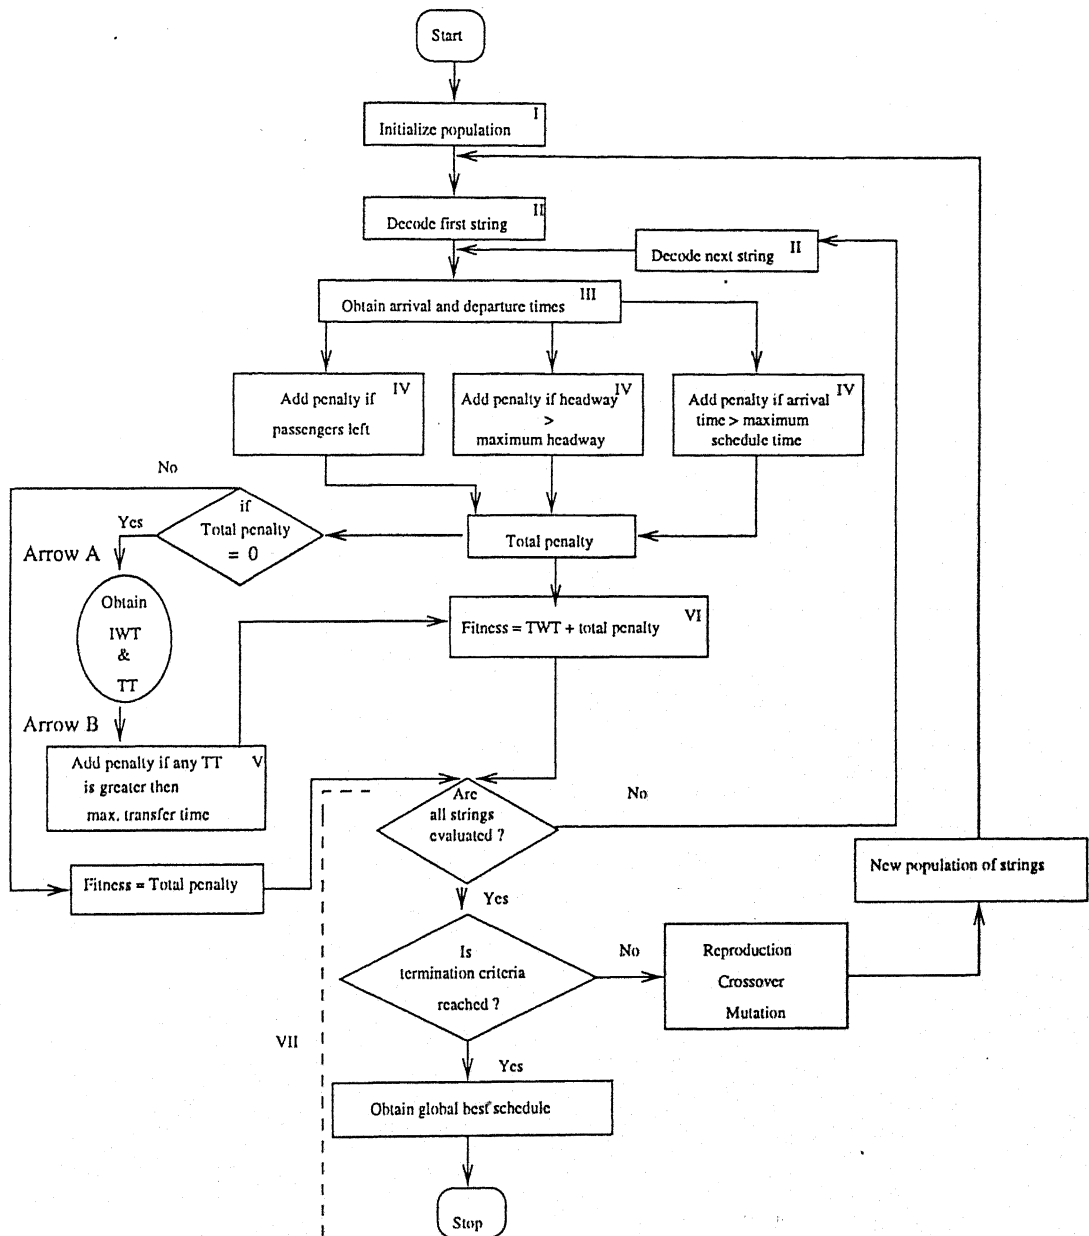 Start
I
Initialize population
II
Decode first string
II
Decode next string
III
Obtain arrival and departure times
IV
Add penalty if
passengers left
IV
Add penalty if headway
>
maximum headway
IV
Add penalty if arrival
time > maximum
schedule time
No
if
Total penalty
= 0
Yes
Arrow A
Total penalty
Obtain
IWT
&
TT
VI
Fitness = TWT + total penalty
Arrow B
Add penalty if any TT V
is greater then
max. transfer time
Are
all strings
evaluated ?
No
Fitness = Total penalty
New population of strings
Yes
Is
termination criteria
reached ?
No
Reproduction
Crossover
Mutation
VII
Yes
Obtain global best schedule
Stop